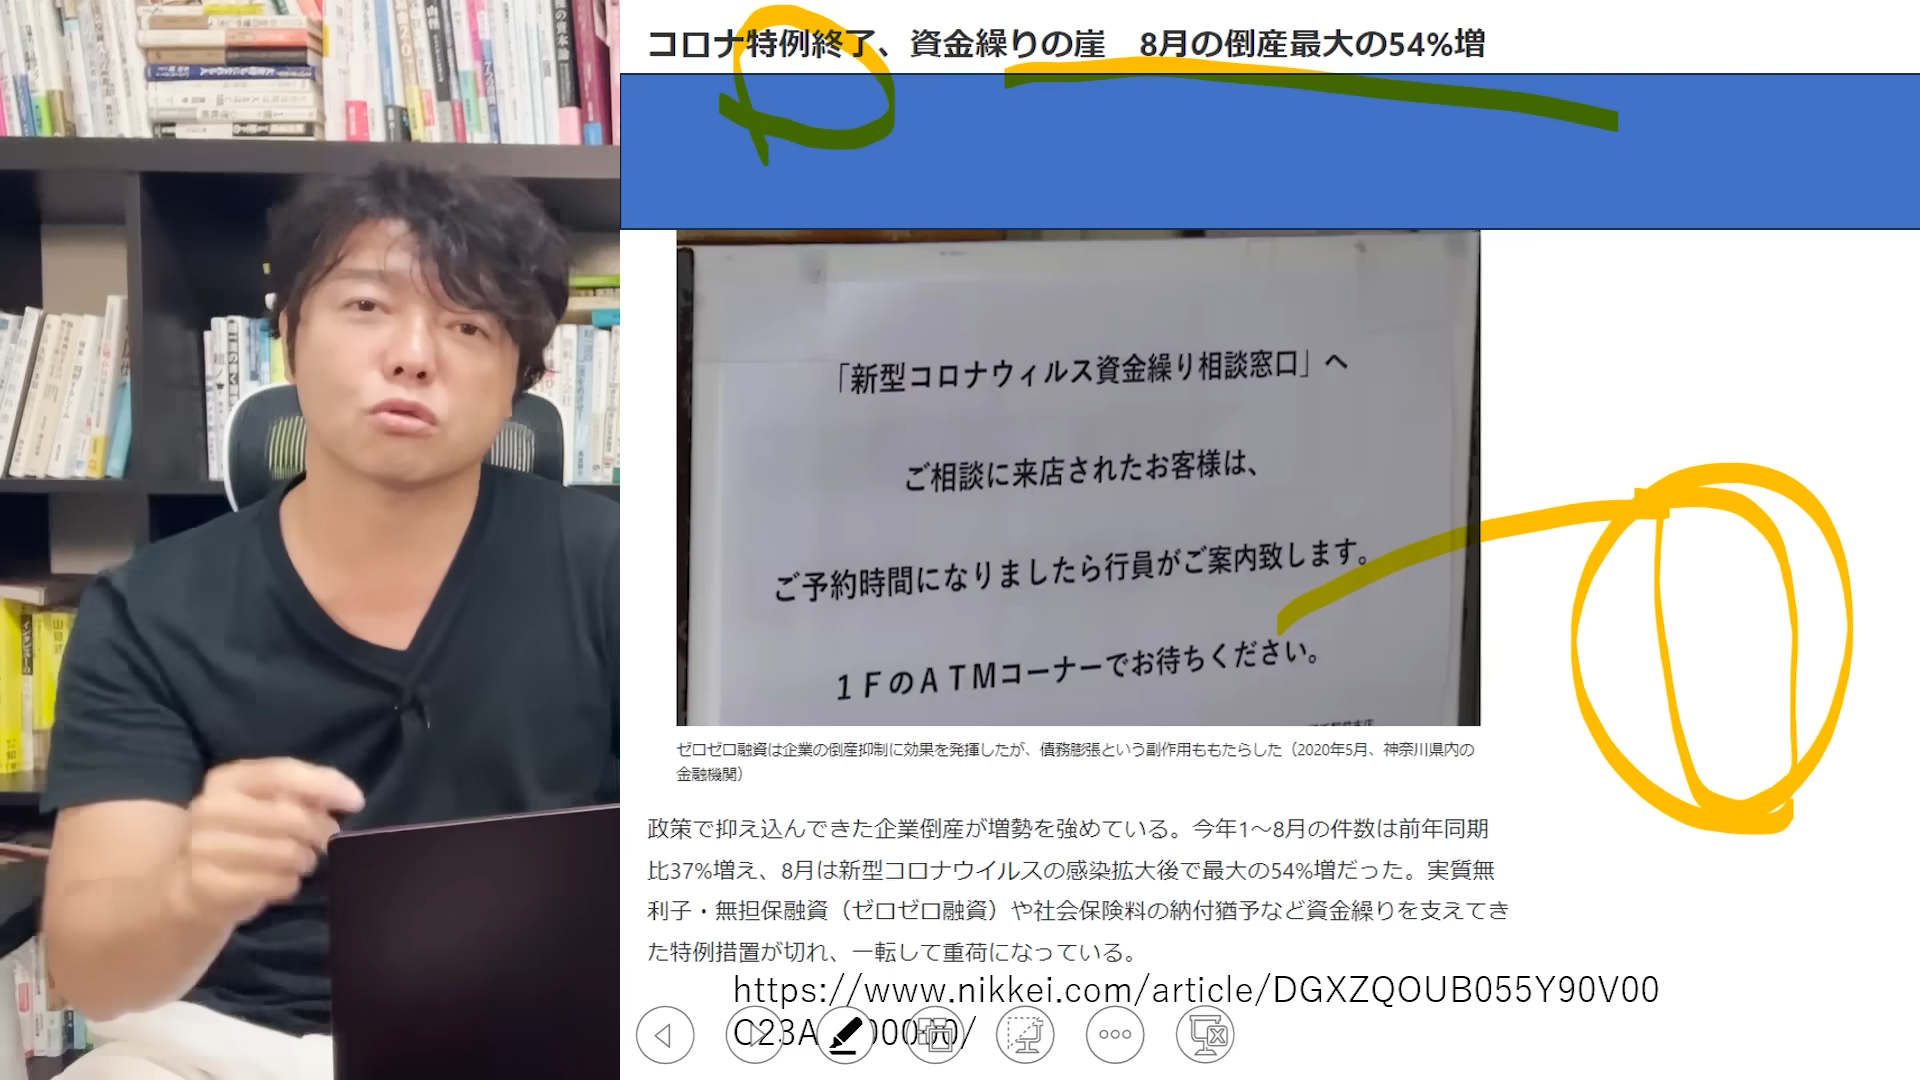 コロナ特例終了、資金繰りの崖　8月の倒産最大の54%増
「新型コロナウィルス資金繰り相談窓口」へ
ご相談に来店されたお客様は、
ご予約時間になりましたら行員がご案内致します。
1FのATMコーナーでお待ちください。
ゼロゼロ融資は企業の倒産抑制に効果を発揮したが、債務膨張という副作用ももたらした（2020年5月、神奈川県内の
金融機関）
政策で抑え込んできた企業倒産が増勢を強めている。今年1〜8月の件数は前年同期
比37%増え、8月は新型コロナウイルスの感染拡大後で最大の54%増だった。実質無
利子・無担保融資（ゼロゼロ融資）や社会保険料の納付猶予など資金繰りを支えてき
た特例措置が切れ、一転して重荷になっている。
https://www.nikkei.com/article/DGXZQOUB055Y90V00